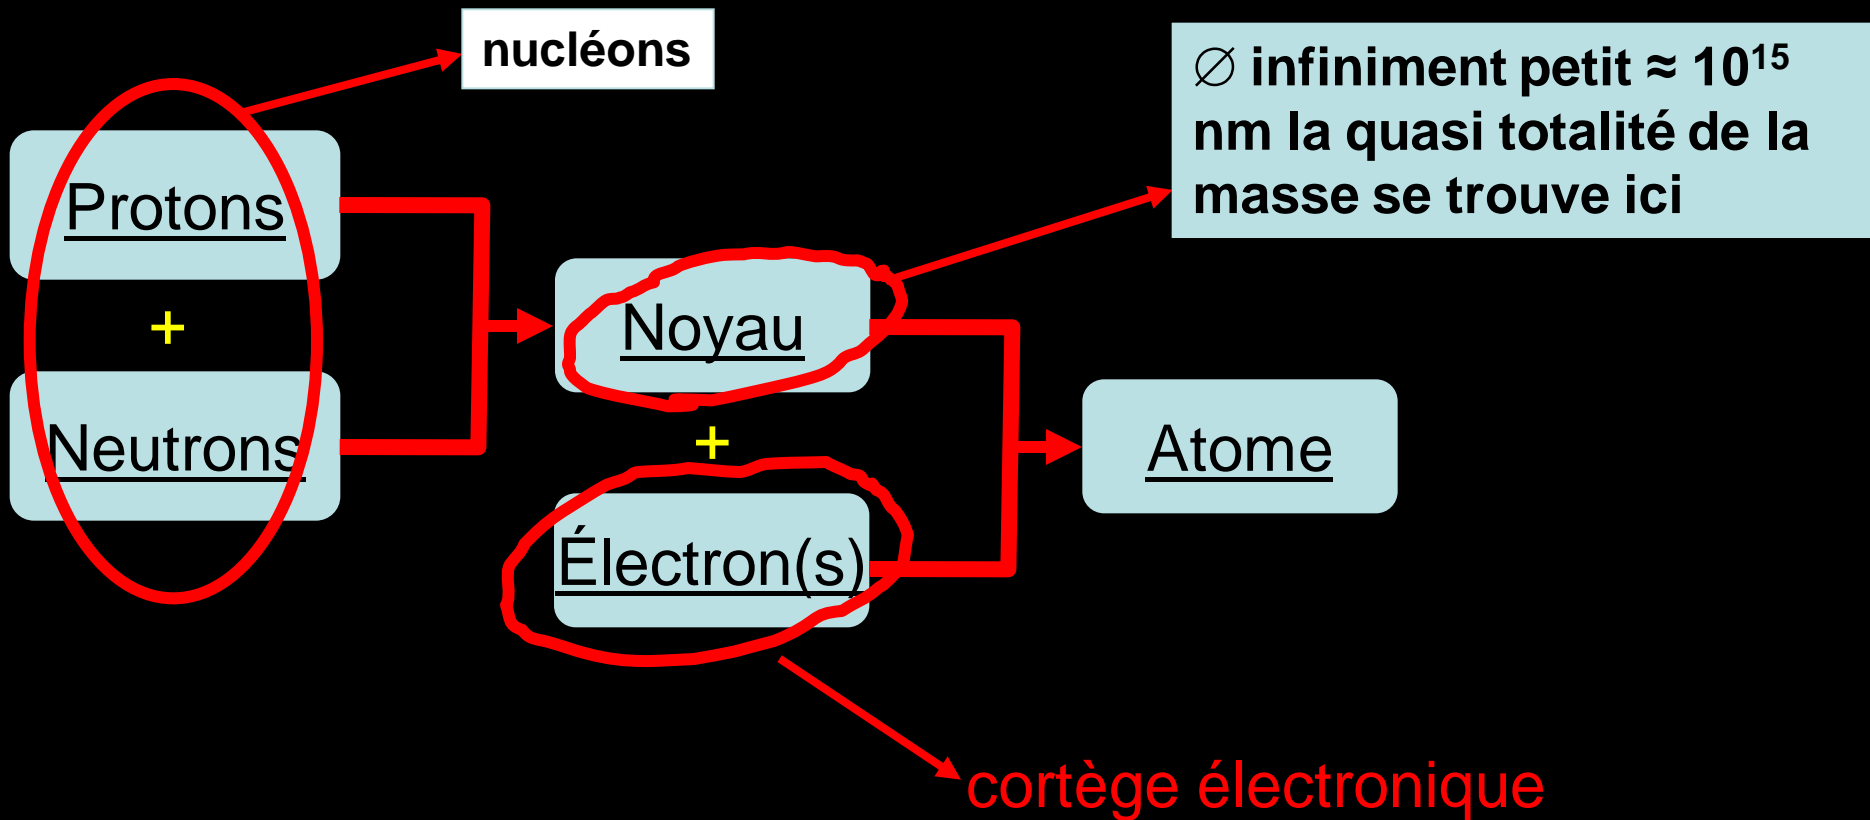 nucléons
∅ infiniment petit ≈ 10¹⁵
nm la quasi totalité de la
masse se trouve ici
Protons
+
Neutrons
Noyau
+
Électron(s)
Atome
cortège électronique